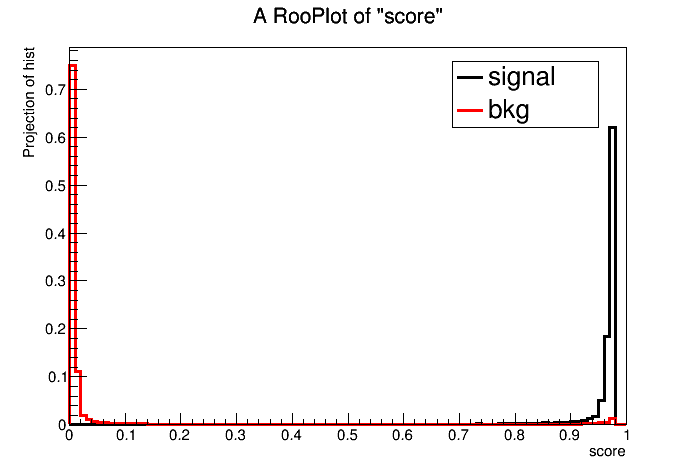 A RooPlot of "score"
Projection of hist
signal
bkg
0.7
0.6
0.5
0.4
0.3
0.2
0.1
0
0 0.1 0.2 0.3 0.4 0.5 0.6 0.7 0.8 0.9 1
score